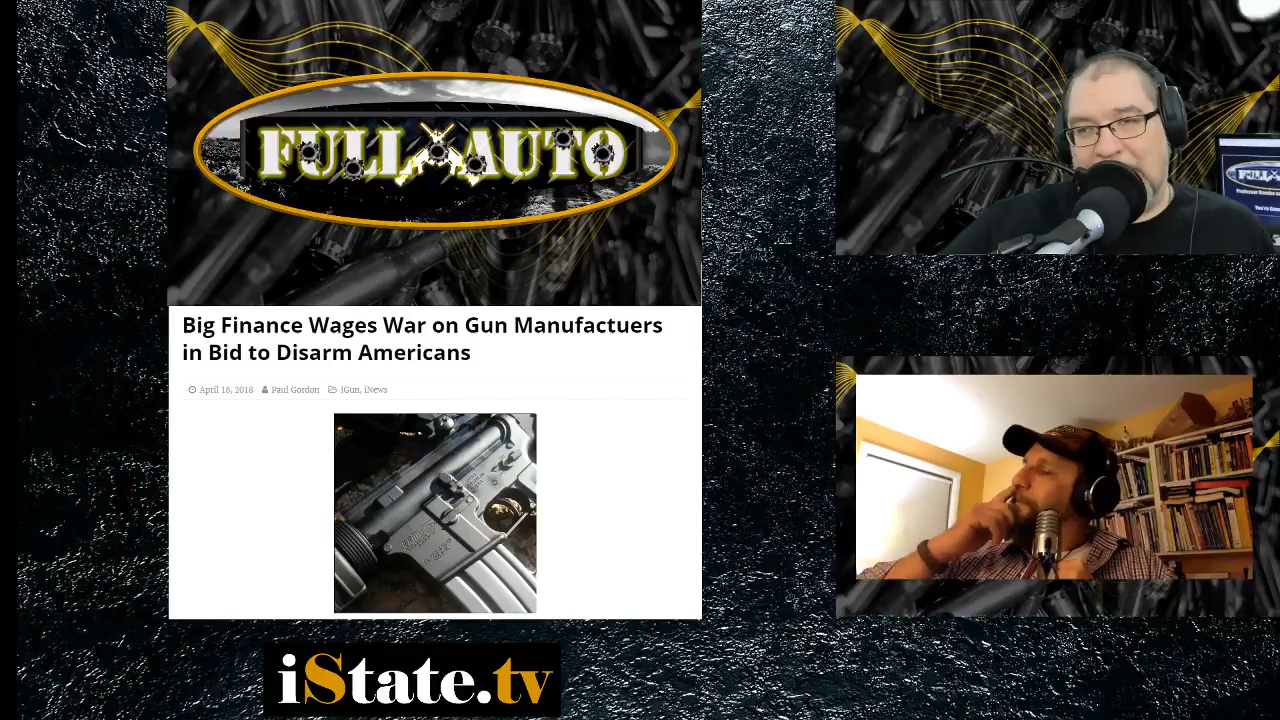 FULL AUTO
Big Finance Wages War on Gun Manufactuers
in Bid to Disarm Americans
April 18, 2018 Paul Gordon iGun, iNews
iState.tv